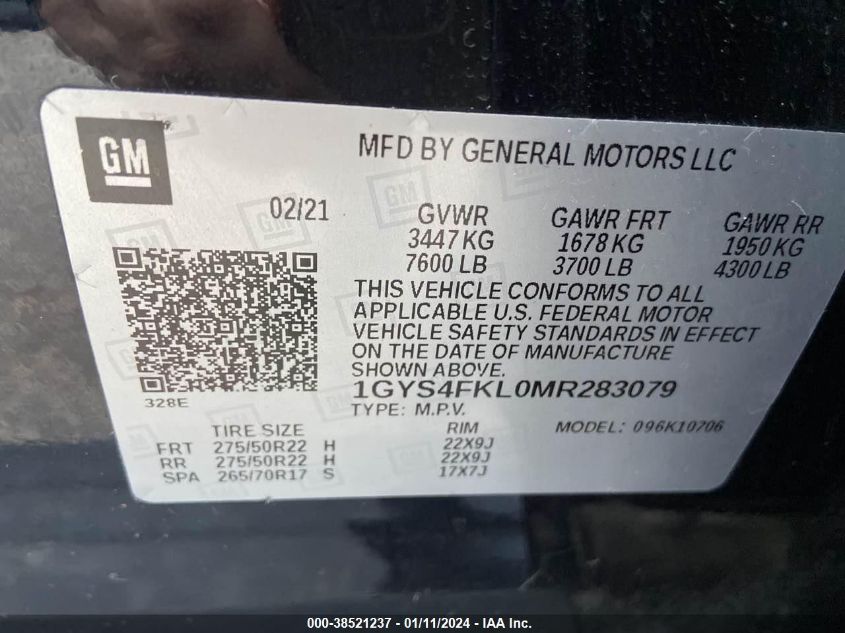 GM
MFD BY GENERAL MOTORS LLC
02/21
GVWR GAWR FRT GAWR RR
3447 KG 1678 KG 1950 KG
7600 LB 3700 LB 4300 LB
THIS VEHICLE CONFORMS TO ALL
APPLICABLE U.S. FEDERAL MOTOR
VEHICLE SAFETY STANDARDS IN EFFECT
ON THE DATE OF MANUFACTURE
SHOWN ABOVE.
328E
1GYS4FKL0MR283079
TYPE: M.P.V. MODEL: 096K10706
TIRE SIZE RIM
FRT 275/50R22 H 22X9J
RR 275/50R22 H 22X9J
SPA 265/70R17 S 17X7J
000-38521237 - 01/11/2024 - IAA Inc.